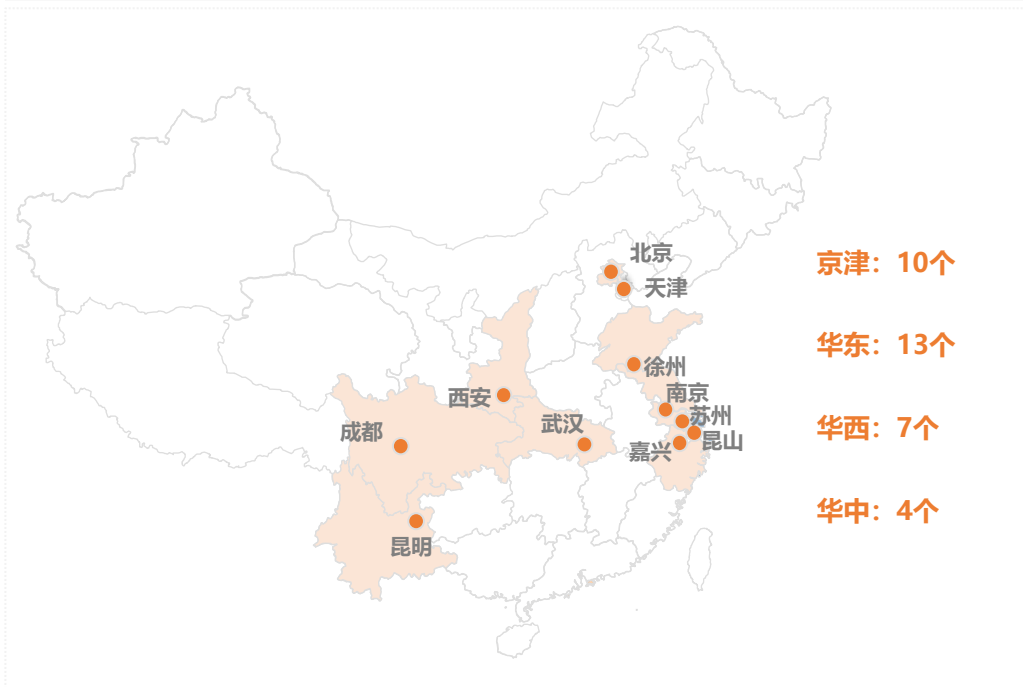 北京
天津
徐州
南京
苏州
昆山
嘉兴
西安
武汉
成都
昆明
京津：10个
华东：13个
华西：7个
华中：4个